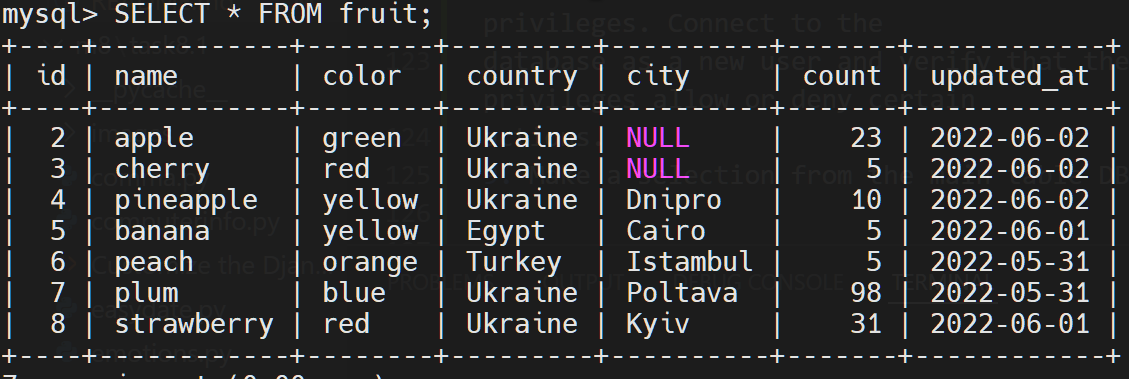 mysql> SELECT * FROM fruit;
+----+------------+--------+---------+----------+-------+------------+
| id | name       | color  | country | city     | count | updated_at |
+----+------------+--------+---------+----------+-------+------------+
|  2 | apple      | green  | Ukraine | NULL     |    23 | 2022-06-02 |
|  3 | cherry     | red    | Ukraine | NULL     |     5 | 2022-06-02 |
|  4 | pineapple  | yellow | Ukraine | Dnipro   |    10 | 2022-06-02 |
|  5 | banana     | yellow | Egypt   | Cairo    |     5 | 2022-06-01 |
|  6 | peach      | orange | Turkey  | Istambul |     5 | 2022-05-31 |
|  7 | plum       | blue   | Ukraine | Poltava  |    98 | 2022-05-31 |
|  8 | strawberry | red    | Ukraine | Kyiv     |    31 | 2022-06-01 |
+----+------------+--------+---------+----------+-------+------------+